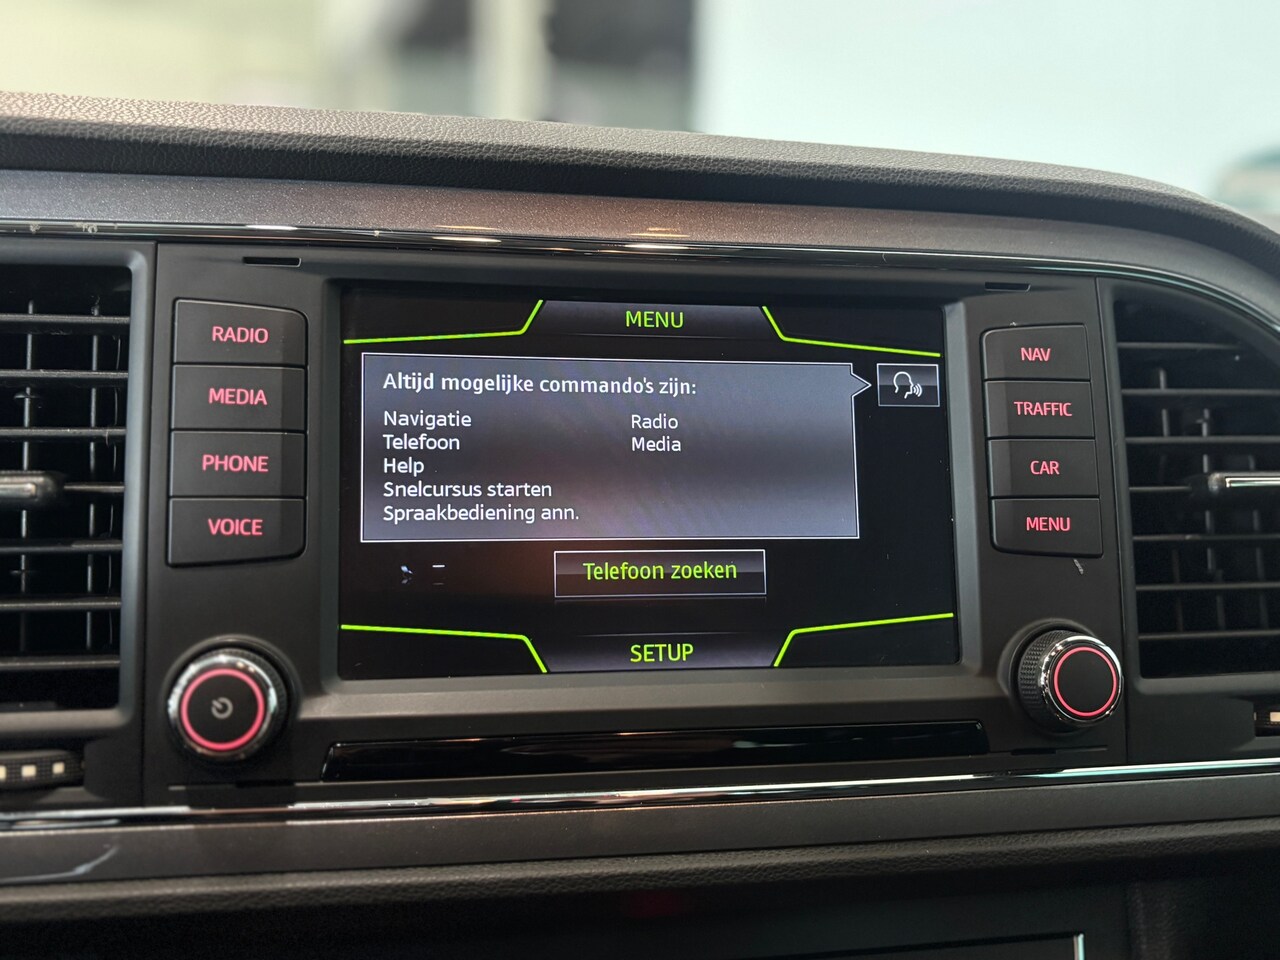 RADIO
MEDIA
PHONE
VOICE
MENU
Altijd mogelijke commando's zijn:
Navigatie Radio
Telefoon Media
Help
Snelcursus starten
Spraakbediening ann.
Telefoon zoeken
SETUP
NAV
TRAFFIC
CAR
MENU